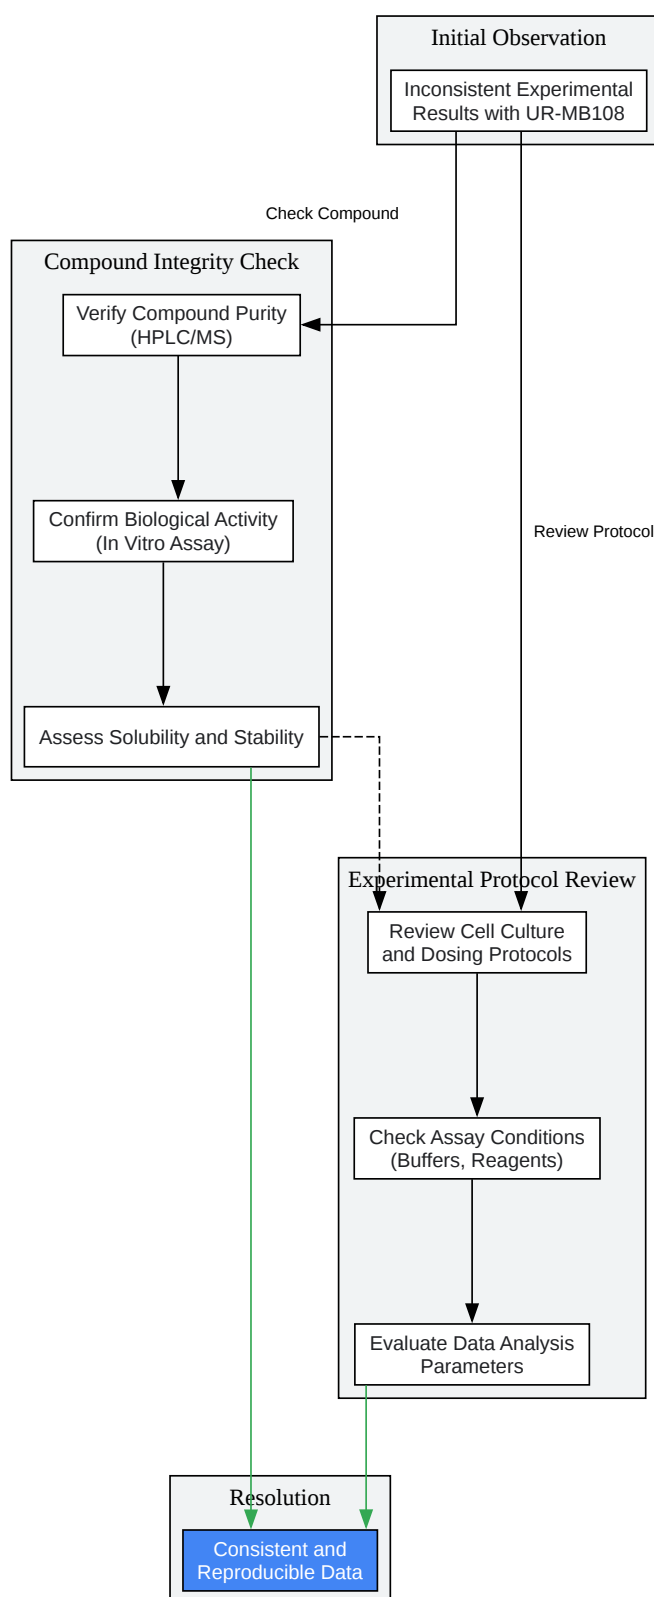 Initial Observation
Inconsistent Experimental
Results with UR-MB108
Check Compound
Compound Integrity Check
Verify Compound Purity
(HPLC/MS)
Confirm Biological Activity
(In Vitro Assay)
Review Protocol
Assess Solubility and Stability
Experimental Protocol Review
Review Cell Culture
and Dosing Protocols
Check Assay Conditions
(Buffers, Reagents)
Evaluate Data Analysis
Parameters
Resolution
Consistent and
Reproducible Data